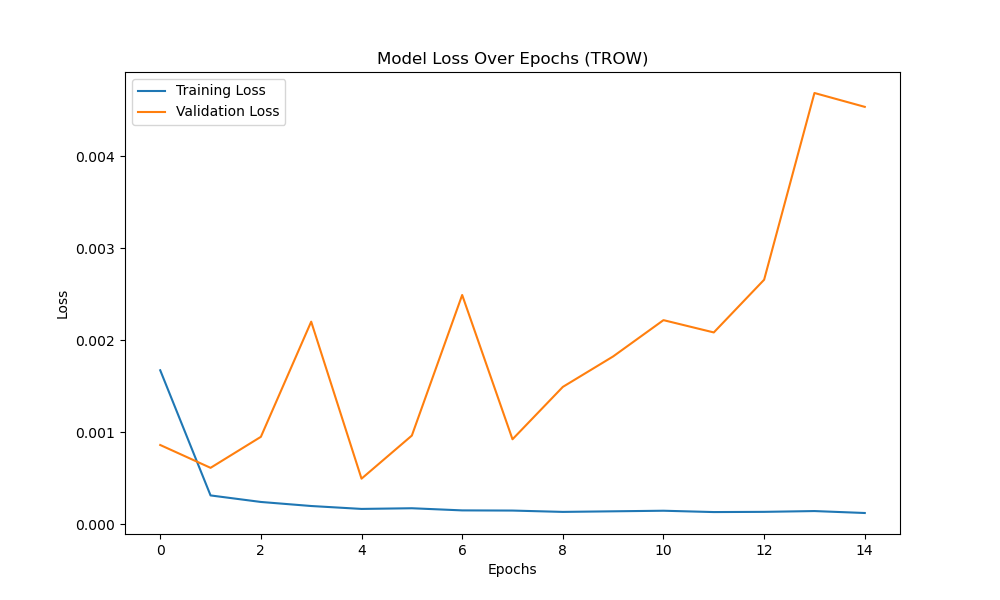 Model Loss Over Epochs (TROW)
Training Loss
Validation Loss
0.004
0.003
0.002
0.001
0.000
Loss
0 2 4 6 8 10 12 14
Epochs